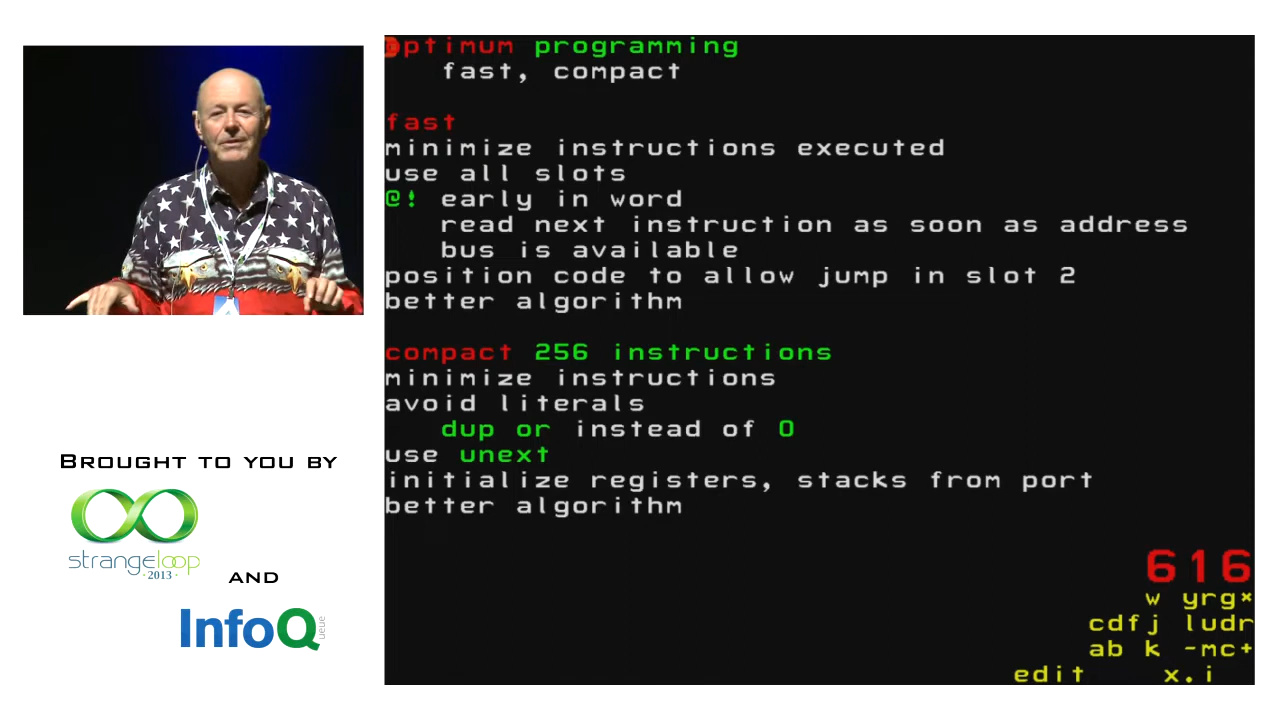 optimum programming
fast, compact
fast
minimize instructions executed
use all slots
@! early in word
read next instruction as soon as address
bus is available
position code to allow jump in slot 2
better algorithm
compact 256 instructions
minimize instructions
avoid literals
dup or instead of 0
use unext
initialize registers, stacks from port
better algorithm
616
w yrg*
cdfj ludr
ab k -mc+
edit x.i
BROUGHT TO YOU BY
strangeloop
·2013·
AND
InfoQ
ueue